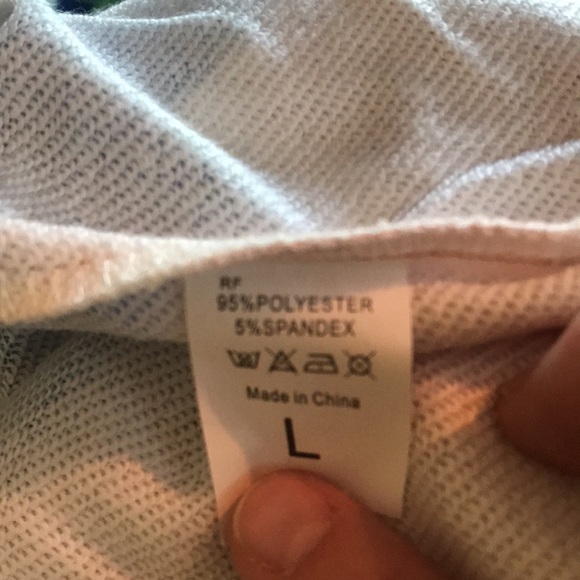 RF
95%POLYESTER
5%SPANDEX
Made in China
L